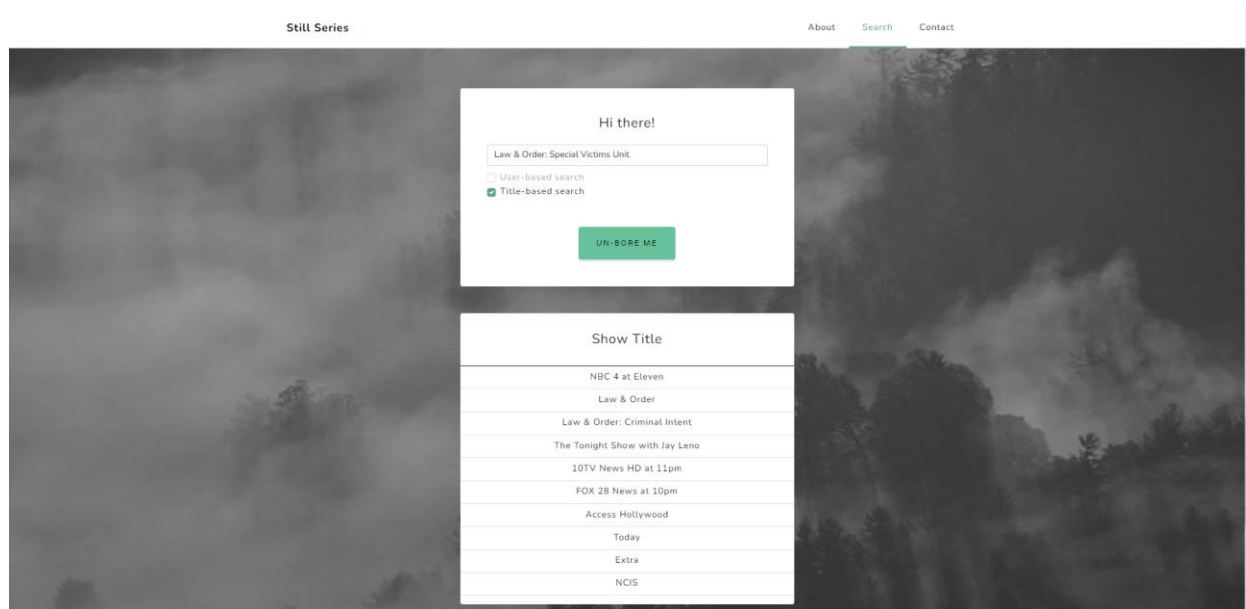 Still Series
About Search Contact
Hi there!
Law & Order: Special Victims Unit
User-based search
Title-based search
UN-BORE ME
Show Title
NBC 4 at Eleven
Law & Order
Law & Order: Criminal Intent
The Tonight Show with Jay Leno
10TV News HD at 11pm
FOX 28 News at 10pm
Access Hollywood
Today
Extra
NCIS